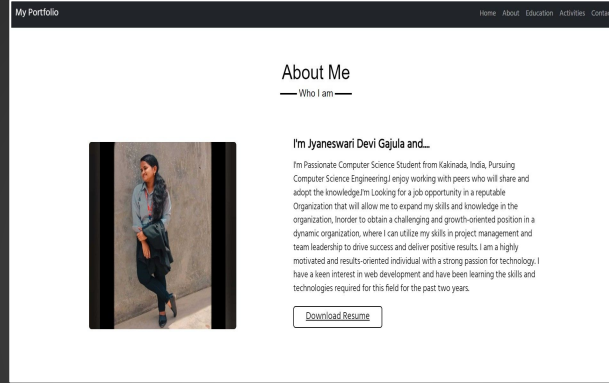 My Portfolio
Home About Education Activities Contac
About Me
Who I am
I'm Jyaneswari Devi Gajula and....
I'm Passionate Computer Science Student from Kakinada, India, Pursuing
Computer Science Engineering.I enjoy working with peers who will share and
adopt the knowledge.I'm Looking for a job opportunity in a reputable
Organization that will allow me to expand my skills and knowledge in the
organization, Inorder to obtain a challenging and growth-oriented position in a
dynamic organization, where I can utilize my skills in project management and
team leadership to drive success and deliver positive results. I am a highly
motivated and results-oriented individual with a strong passion for technology. I
have a keen interest in web development and have been learning the skills and
technologies required for this field for the past two years.
Download Resume